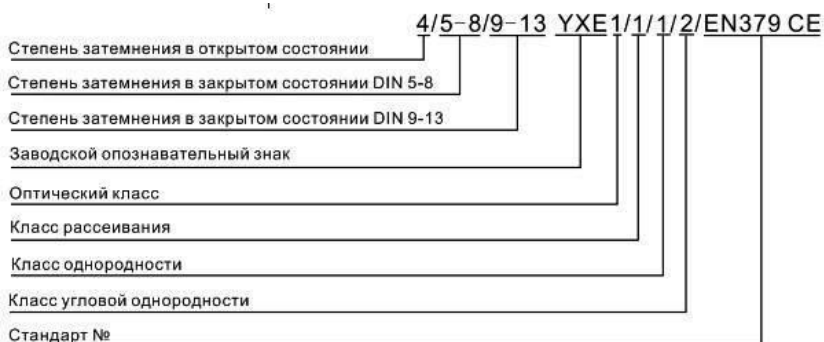 4/5-8/9-13 YXE1/1/1/2/EN379 CE
Степень затемнения в открытом состоянии
Степень затемнения в закрытом состоянии DIN 5-8
Степень затемнения в закрытом состоянии DIN 9-13
Заводской опознавательный знак
Оптический класс
Класс рассеивания
Класс однородности
Класс угловой однородности
Стандарт №